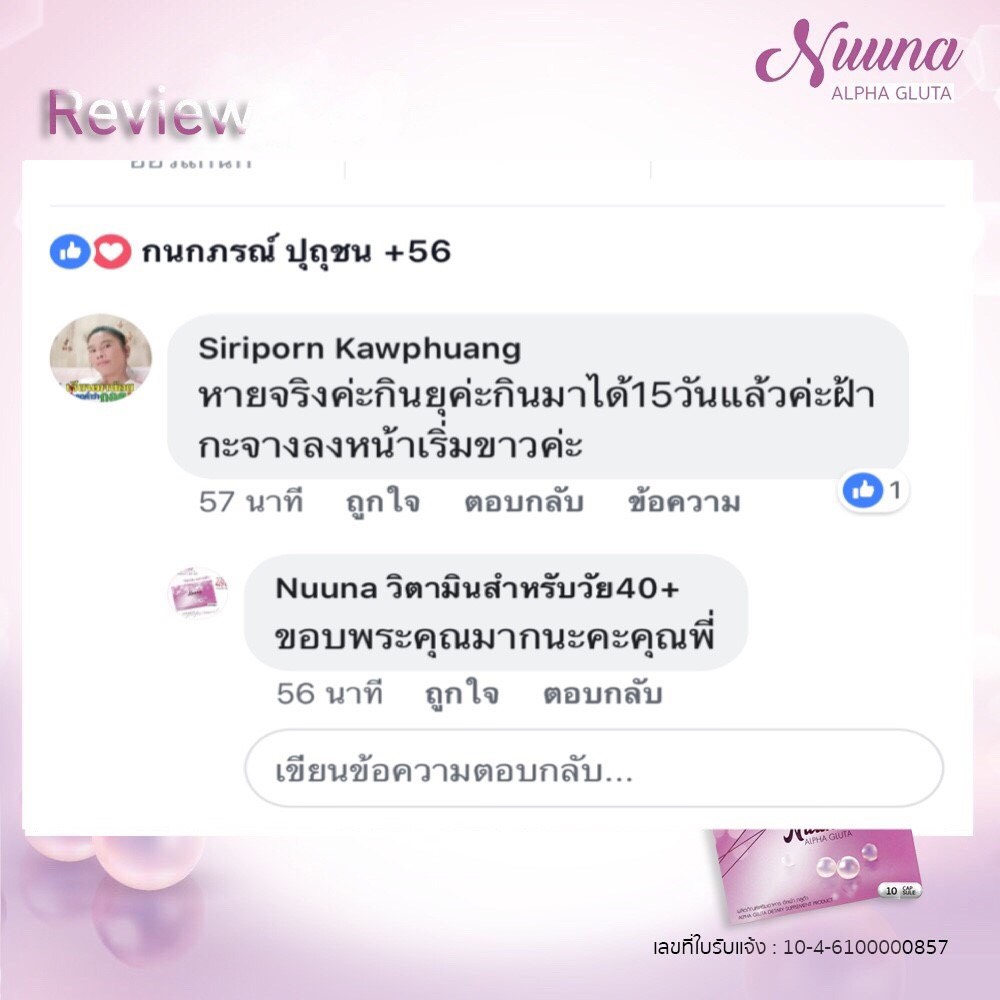 Nuuna
ALPHA GLUTA
Review
กนกภรณ์ ปุถุชน +56
Siriporn Kawphuang
หายจริงค่ะกินยุค่ะกินมาได้15วันแล้วค่ะฝ้า
กะจางลงหน้าเริ่มขาวค่ะ
57 นาที ถูกใจ ตอบกลับ ข้อความ
1
Nuuna วิตามินสำหรับวัย40+
ขอบพระคุณมากนะคะคุณพี่
56 นาที ถูกใจ ตอบกลับ
เขียนข้อความตอบกลับ...
ALPHA GLUTA
10 CAP
SULE
ALPHA GLUTA DIETARY SUPPLEMENT PRODUCT
เลขที่ใบรับแจ้ง : 10-4-6100000857